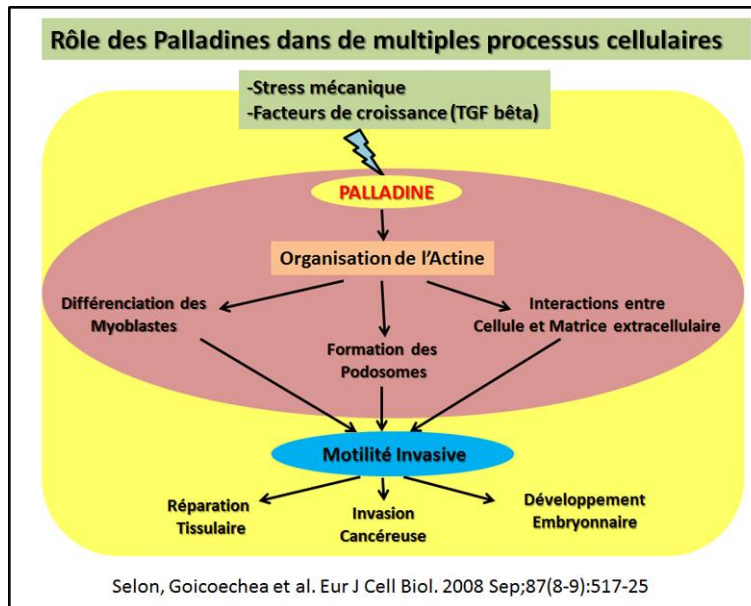 Rôle des Palladines dans de multiples processus cellulaires
-Stress mécanique
-Facteurs de croissance (TGF bêta)
PALLADINE
Organisation de l'Actine
Différenciation des
Myoblastes
Formation des
Podosomes
Interactions entre
Cellule et Matrice extracellulaire
Motilité Invasive
Réparation
Tissulaire
Invasion
Cancéreuse
Développement
Embryonnaire
Selon, Goicoechea et al. Eur J Cell Biol. 2008 Sep;87(8-9):517-25